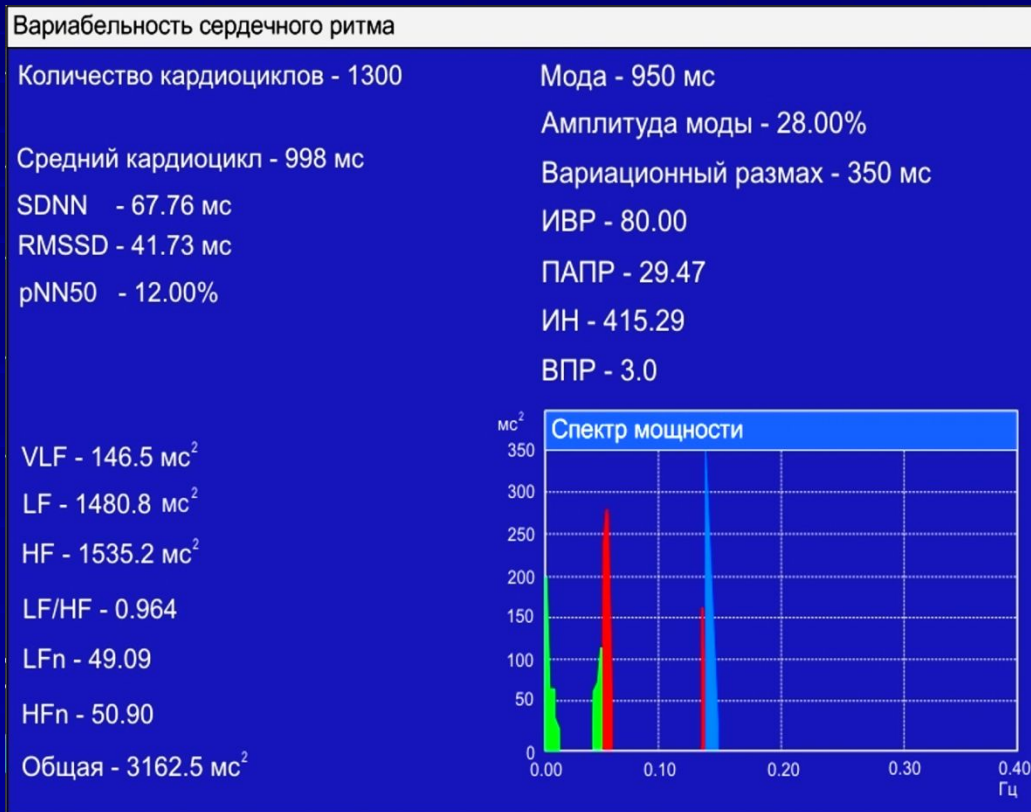 Вариабельность сердечного ритма
Количество кардиоциклов - 1300
Средний кардиоцикл - 998 мс
SDNN - 67.76 мс
RMSSD - 41.73 мс
pNN50 - 12.00%
Мода - 950 мс
Амплитуда моды - 28.00%
Вариационный размах - 350 мс
ИВР - 80.00
ПАПР - 29.47
ИН - 415.29
ВПР - 3.0
VLF - 146.5 мс²
LF - 1480.8 мс²
HF - 1535.2 мс²
LF/HF - 0.964
LFn - 49.09
HFn - 50.90
Общая - 3162.5 мс²
мс²
Спектр мощности
350
300
250
200
150
100
50
0
0.00 0.10 0.20 0.30 0.40
Гц